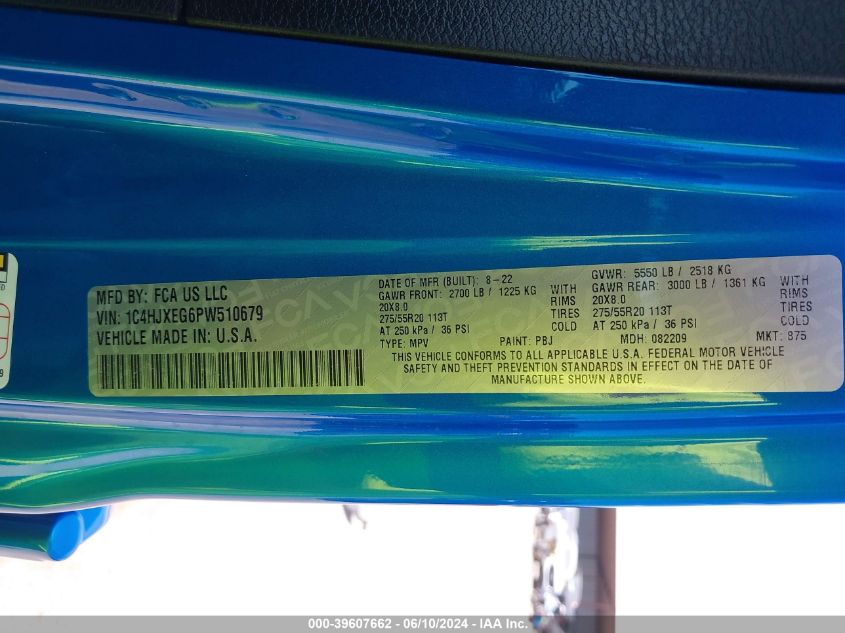 MFD BY: FCA US LLC
VIN: 1C4HJXEG6PW510679
VEHICLE MADE IN: U.S.A.
DATE OF MFR (BUILT): 8-22
GVWR: 5550 LB / 2518 KG
GAWR FRONT: 2700 LB / 1225 KG WITH
GAWR REAR: 3000 LB / 1361 KG WITH
20X8.0 RIMS
20X8.0 RIMS
275/55R20 113T TIRES
275/55R20 113T TIRES
AT 250 kPa / 36 PSI COLD
AT 250 kPa / 36 PSI COLD
TYPE: MPV PAINT: PBJ MDH: 082209 MKT: 875
THIS VEHICLE CONFORMS TO ALL APPLICABLE U.S.A. FEDERAL MOTOR VEHICLE
SAFETY AND THEFT PREVENTION STANDARDS IN EFFECT ON THE DATE OF
MANUFACTURE SHOWN ABOVE.
000-39607662 - 06/10/2024 - IAA Inc.